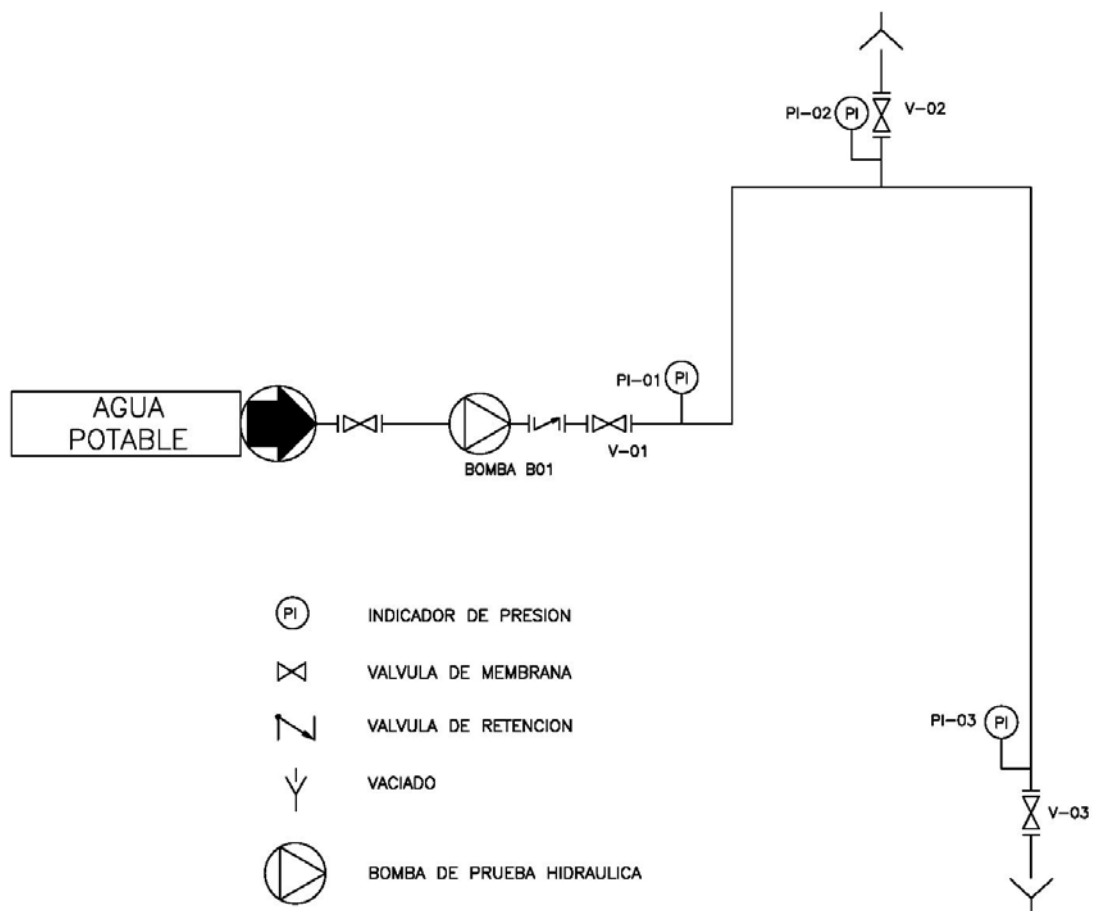 PI-02
PI
V-02
PI-01
PI
AGUA
POTABLE
V-01
BOMBA B01
PI
INDICADOR DE PRESION
VALVULA DE MEMBRANA
VALVULA DE RETENCION
VACIADO
BOMBA DE PRUEBA HIDRAULICA
PI-03
PI
V-03